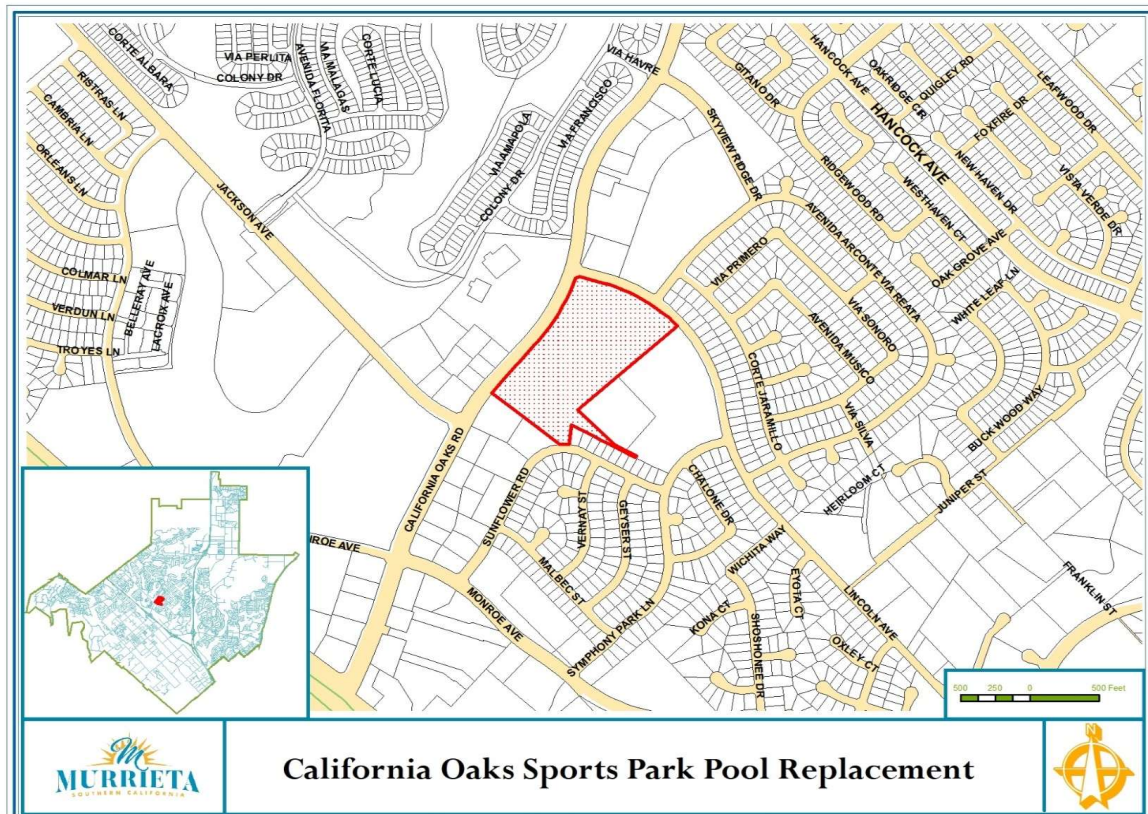 CORTE ALBARA
RISTRAS LN
CAMBRIA LN
ORLEANS LN
VIA PERLITA
COLONY DR
AVENIDA FLORITA
VIA MALAGAS
CORTE LUCIA
JACKSON AVE
VIA AMAPOLA
COLONY DR
VIA FRANCISCO
VIA HAVRE
SKYVIEW RIDGE DR
GITANO DR
HANCOCK AVE
OAKRIDGE CIR
QUIGLEY RD
HANCOCK AVE
FOXFIRE DR
LEAFWOOD DR
NEW HAVEN DR
VISTA VERDE DR
RIDGEWOOD RD
WESTHAVEN CT
OAK GROVE AVE
WHITE LEAF LN
AVENIDA ARCONTE
VIA REATA
VIA PRIMERO
VIA SONORO
AVENIDA MUSICO
CORTE JARAMILLO
VIA SILVA
BUCK WOOD WAY
HEIRLOOM CT
JUNIPER ST
COLMAR LN
VERDUN LN
TROYES LN
BELLERAY AVE
LACROIX AVE
CALIFORNIA OAKS RD
SUNFLOWER RD
VERNAY ST
GEYSER ST
CHALONE DR
MALBEC ST
ROE AVE
MONROE AVE
SYMPHONY PARK LN
WICHITA WAY
KONA CT
EYOTA CT
SHOSHONEE DR
OXLEY CT
LINCOLN AVE
FRANKLIN ST
500 250 0 500 Feet
M
MURRIETA
SOUTHERN CALIFORNIA
California Oaks Sports Park Pool Replacement
N